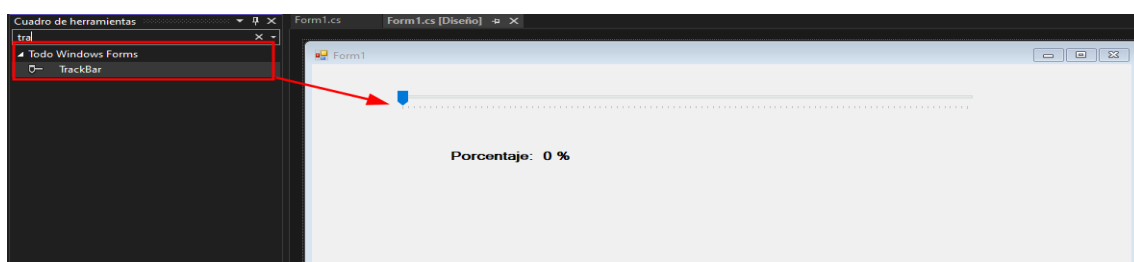 Cuadro de herramientas
Form1.cs
Form1.cs [Diseño]
tra
Todo Windows Forms
TrackBar
Form1
Porcentaje: 0 %